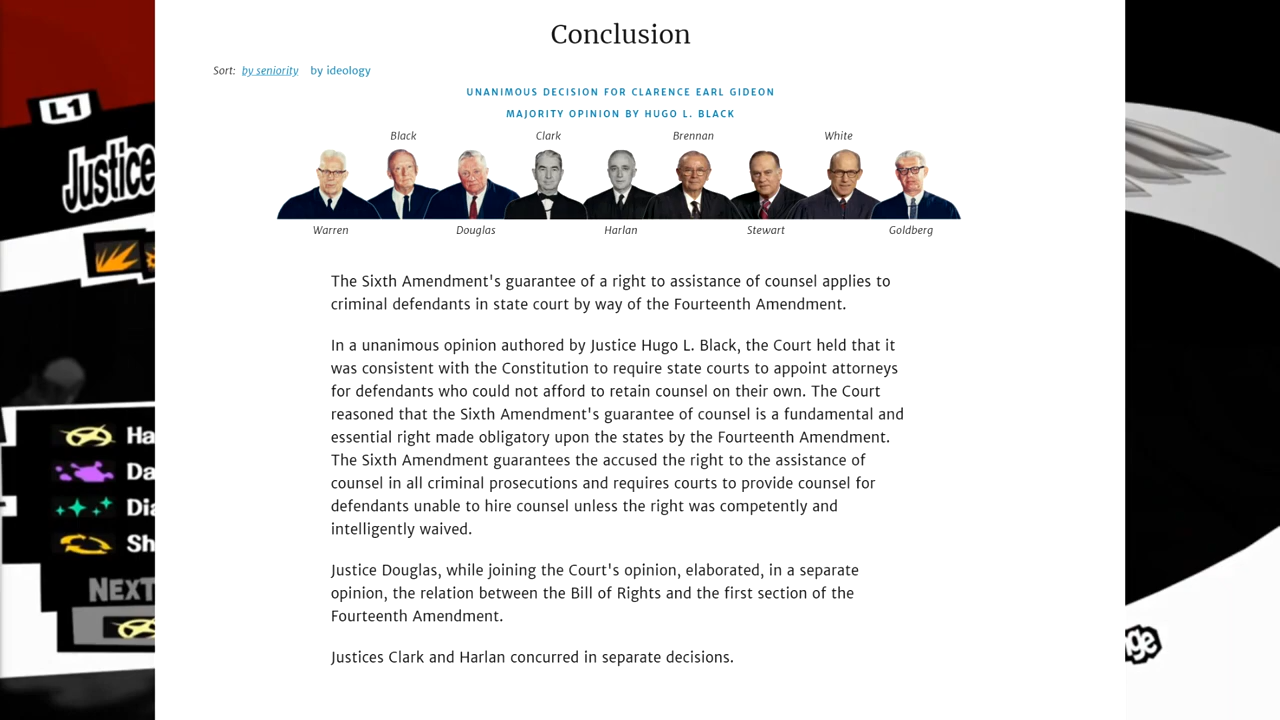 Conclusion
Sort: by seniority by ideology
UNANIMOUS DECISION FOR CLARENCE EARL GIDEON
MAJORITY OPINION BY HUGO L. BLACK
Black Clark Brennan White
Warren Douglas Harlan Stewart Goldberg
The Sixth Amendment's guarantee of a right to assistance of counsel applies to
criminal defendants in state court by way of the Fourteenth Amendment.
In a unanimous opinion authored by Justice Hugo L. Black, the Court held that it
was consistent with the Constitution to require state courts to appoint attorneys
for defendants who could not afford to retain counsel on their own. The Court
reasoned that the Sixth Amendment's guarantee of counsel is a fundamental and
essential right made obligatory upon the states by the Fourteenth Amendment.
The Sixth Amendment guarantees the accused the right to the assistance of
counsel in all criminal prosecutions and requires courts to provide counsel for
defendants unable to hire counsel unless the right was competently and
intelligently waived.
Justice Douglas, while joining the Court's opinion, elaborated, in a separate
opinion, the relation between the Bill of Rights and the first section of the
Fourteenth Amendment.
Justices Clark and Harlan concurred in separate decisions.
L1
Justice
Ha
Da
Dia
Sh
NEXT
ge